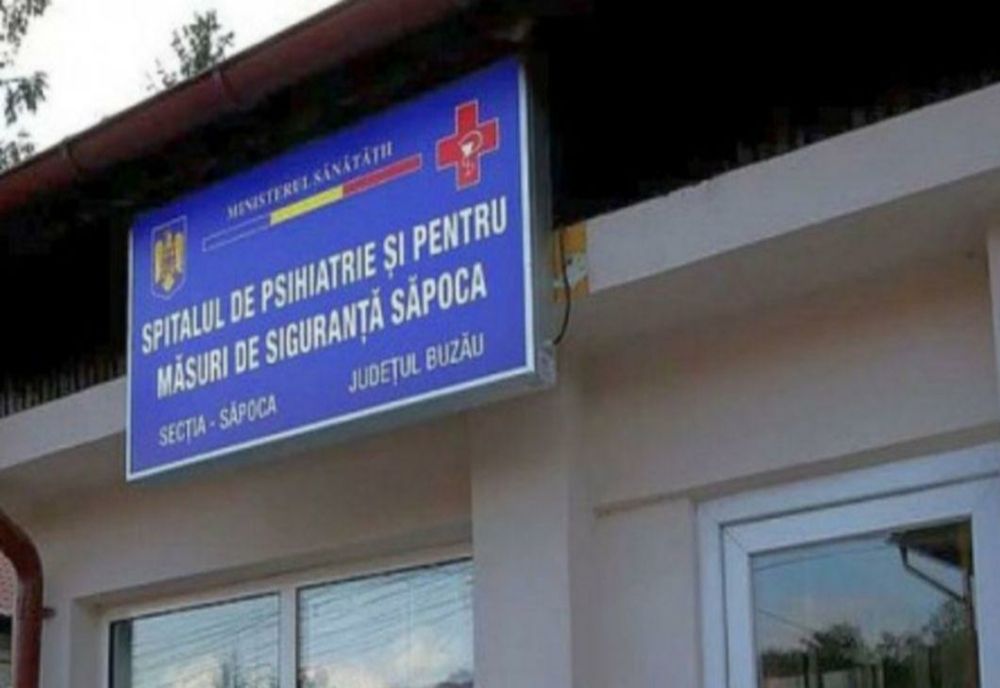 MINISTERUL SĂNĂTĂȚII
SPITALUL DE PSIHIATRIE ȘI PENTRU
MĂSURI DE SIGURANȚĂ SĂPOCA
SECȚIA - SĂPOCA
JUDEȚUL BUZĂU